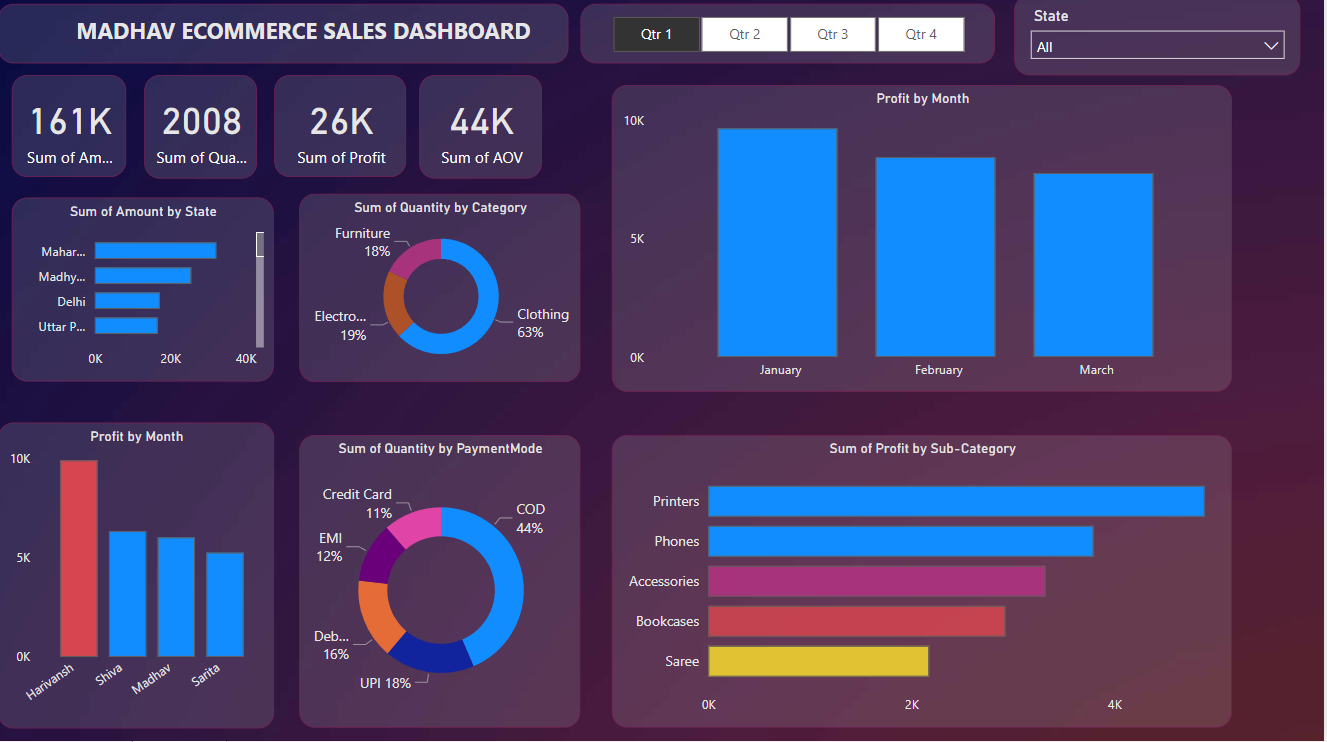 MADHAV ECOMMERCE SALES DASHBOARD
Qtr 1 Qtr 2 Qtr 3 Qtr 4
State
All
161K
Sum of Am...
2008
Sum of Qua...
26K
Sum of Profit
44K
Sum of AOV
Profit by Month
10K
5K
0K
January February March
Sum of Amount by State
Mahar...
Madhy...
Delhi
Uttar P...
0K 20K 40K
Sum of Quantity by Category
Furniture
18%
Electro...
19%
Clothing
63%
Profit by Month
10K
5K
0K
Harivansh Shiva Madhav Sarita
Sum of Quantity by PaymentMode
Credit Card
11%
COD
44%
EMI
12%
Deb...
16%
UPI 18%
Sum of Profit by Sub-Category
Printers
Phones
Accessories
Bookcases
Saree
0K 2K 4K